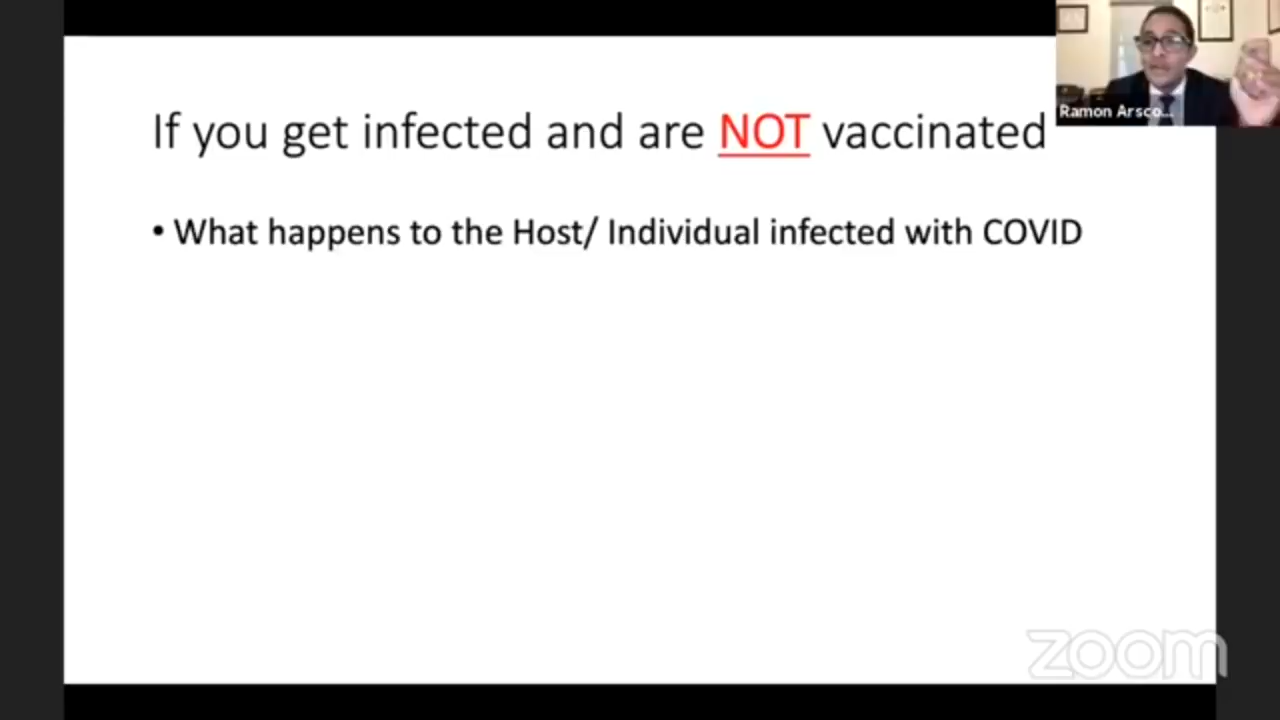 If you get infected and are NOT vaccinated
• What happens to the Host/ Individual infected with COVID
Ramon Arsco...
zoom